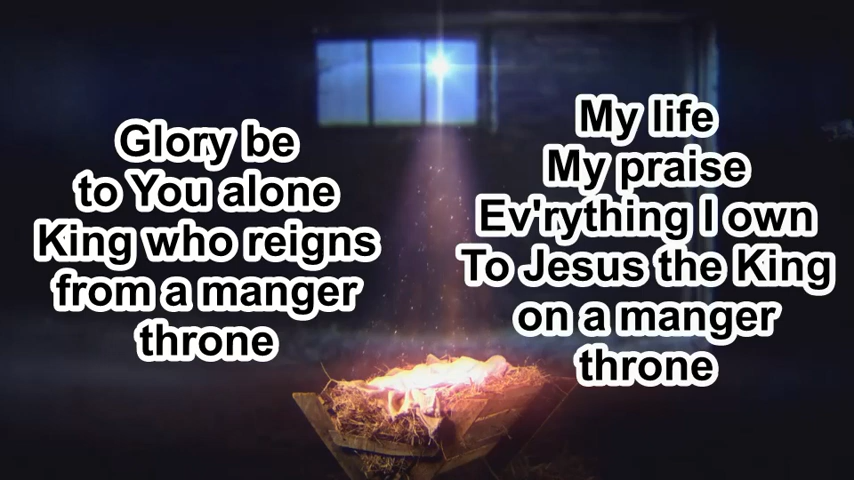 Glory be
to You alone
King who reigns
from a manger
throne
My life
My praise
Ev'rything I own
To Jesus the King
on a manger
throne